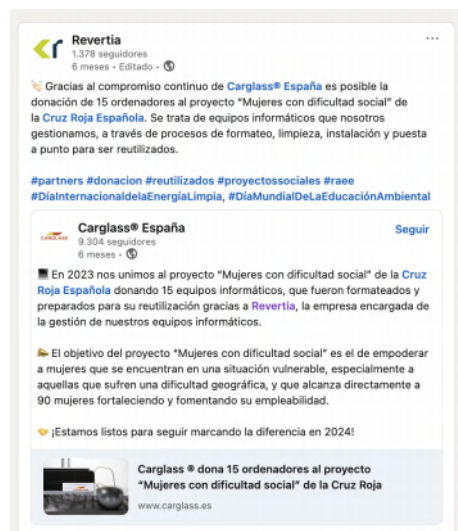 Revertia
1.378 seguidores
6 meses • Editado •
👏🏻 Gracias al compromiso continuo de Carglass® España es posible la
donación de 15 ordenadores al proyecto “Mujeres con dificultad social” de
la Cruz Roja Española. Se trata de equipos informáticos que nosotros
gestionamos, a través de procesos de formateo, limpieza, instalación y puesta
a punto para ser reutilizados.
#partners #donacion #reutilizados #proyectossociales #raee
#DíaInternacionaldelaEnergíaLimpia, #DíaMundialDeLaEducaciónAmbiental
CARGLASS
Carglass® España
Seguir
9.304 seguidores
6 meses •
En 2023 nos unimos al proyecto “Mujeres con dificultad social” de la Cruz
Roja Española donando 15 equipos informáticos, que fueron formateados y
preparados para su reutilización gracias a Revertia, la empresa encargada de
la gestión de nuestros equipos informáticos.
El objetivo del proyecto “Mujeres con dificultad social” es el de empoderar
a mujeres que se encuentran en una situación vulnerable, especialmente a
aquellas que sufren una dificultad geográfica, y que alcanza directamente a
90 mujeres fortaleciendo y fomentando su empleabilidad.
🤝 ¡Estamos listos para seguir marcando la diferencia en 2024!
Carglass ® dona 15 ordenadores al proyecto
“Mujeres con dificultad social” de la Cruz Roja
www.carglass.es